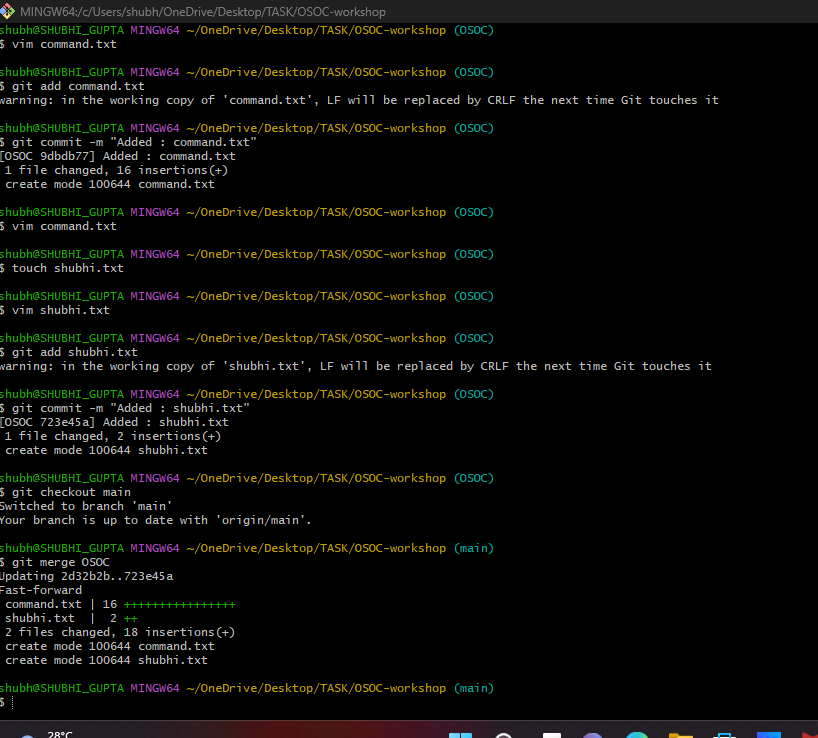 MINGW64:/c/Users/shubh/OneDrive/Desktop/TASK/OSOC-workshop
shubh@SHUBHI_GUPTA MINGW64 ~/OneDrive/Desktop/TASK/OSOC-workshop (OSOC)
$ vim command.txt
shubh@SHUBHI_GUPTA MINGW64 ~/OneDrive/Desktop/TASK/OSOC-workshop (OSOC)
$ git add command.txt
warning: in the working copy of 'command.txt', LF will be replaced by CRLF the next time Git touches it
shubh@SHUBHI_GUPTA MINGW64 ~/OneDrive/Desktop/TASK/OSOC-workshop (OSOC)
$ git commit -m "Added : command.txt"
[OSOC 9dbdb77] Added : command.txt
1 file changed, 16 insertions(+)
create mode 100644 command.txt
shubh@SHUBHI_GUPTA MINGW64 ~/OneDrive/Desktop/TASK/OSOC-workshop (OSOC)
$ vim command.txt
shubh@SHUBHI_GUPTA MINGW64 ~/OneDrive/Desktop/TASK/OSOC-workshop (OSOC)
$ touch shubhi.txt
shubh@SHUBHI_GUPTA MINGW64 ~/OneDrive/Desktop/TASK/OSOC-workshop (OSOC)
$ vim shubhi.txt
shubh@SHUBHI_GUPTA MINGW64 ~/OneDrive/Desktop/TASK/OSOC-workshop (OSOC)
$ git add shubhi.txt
warning: in the working copy of 'shubhi.txt', LF will be replaced by CRLF the next time Git touches it
shubh@SHUBHI_GUPTA MINGW64 ~/OneDrive/Desktop/TASK/OSOC-workshop (OSOC)
$ git commit -m "Added : shubhi.txt"
[OSOC 723e45a] Added : shubhi.txt
1 file changed, 2 insertions(+)
create mode 100644 shubhi.txt
shubh@SHUBHI_GUPTA MINGW64 ~/OneDrive/Desktop/TASK/OSOC-workshop (OSOC)
$ git checkout main
Switched to branch 'main'
Your branch is up to date with 'origin/main'.
shubh@SHUBHI_GUPTA MINGW64 ~/OneDrive/Desktop/TASK/OSOC-workshop (main)
$ git merge OSOC
Updating 2d32b2b..723e45a
Fast-forward
command.txt | 16 ++++++++++++++++
shubhi.txt  |  2 ++
2 files changed, 18 insertions(+)
create mode 100644 command.txt
create mode 100644 shubhi.txt
shubh@SHUBHI_GUPTA MINGW64 ~/OneDrive/Desktop/TASK/OSOC-workshop (main)
$
28°C